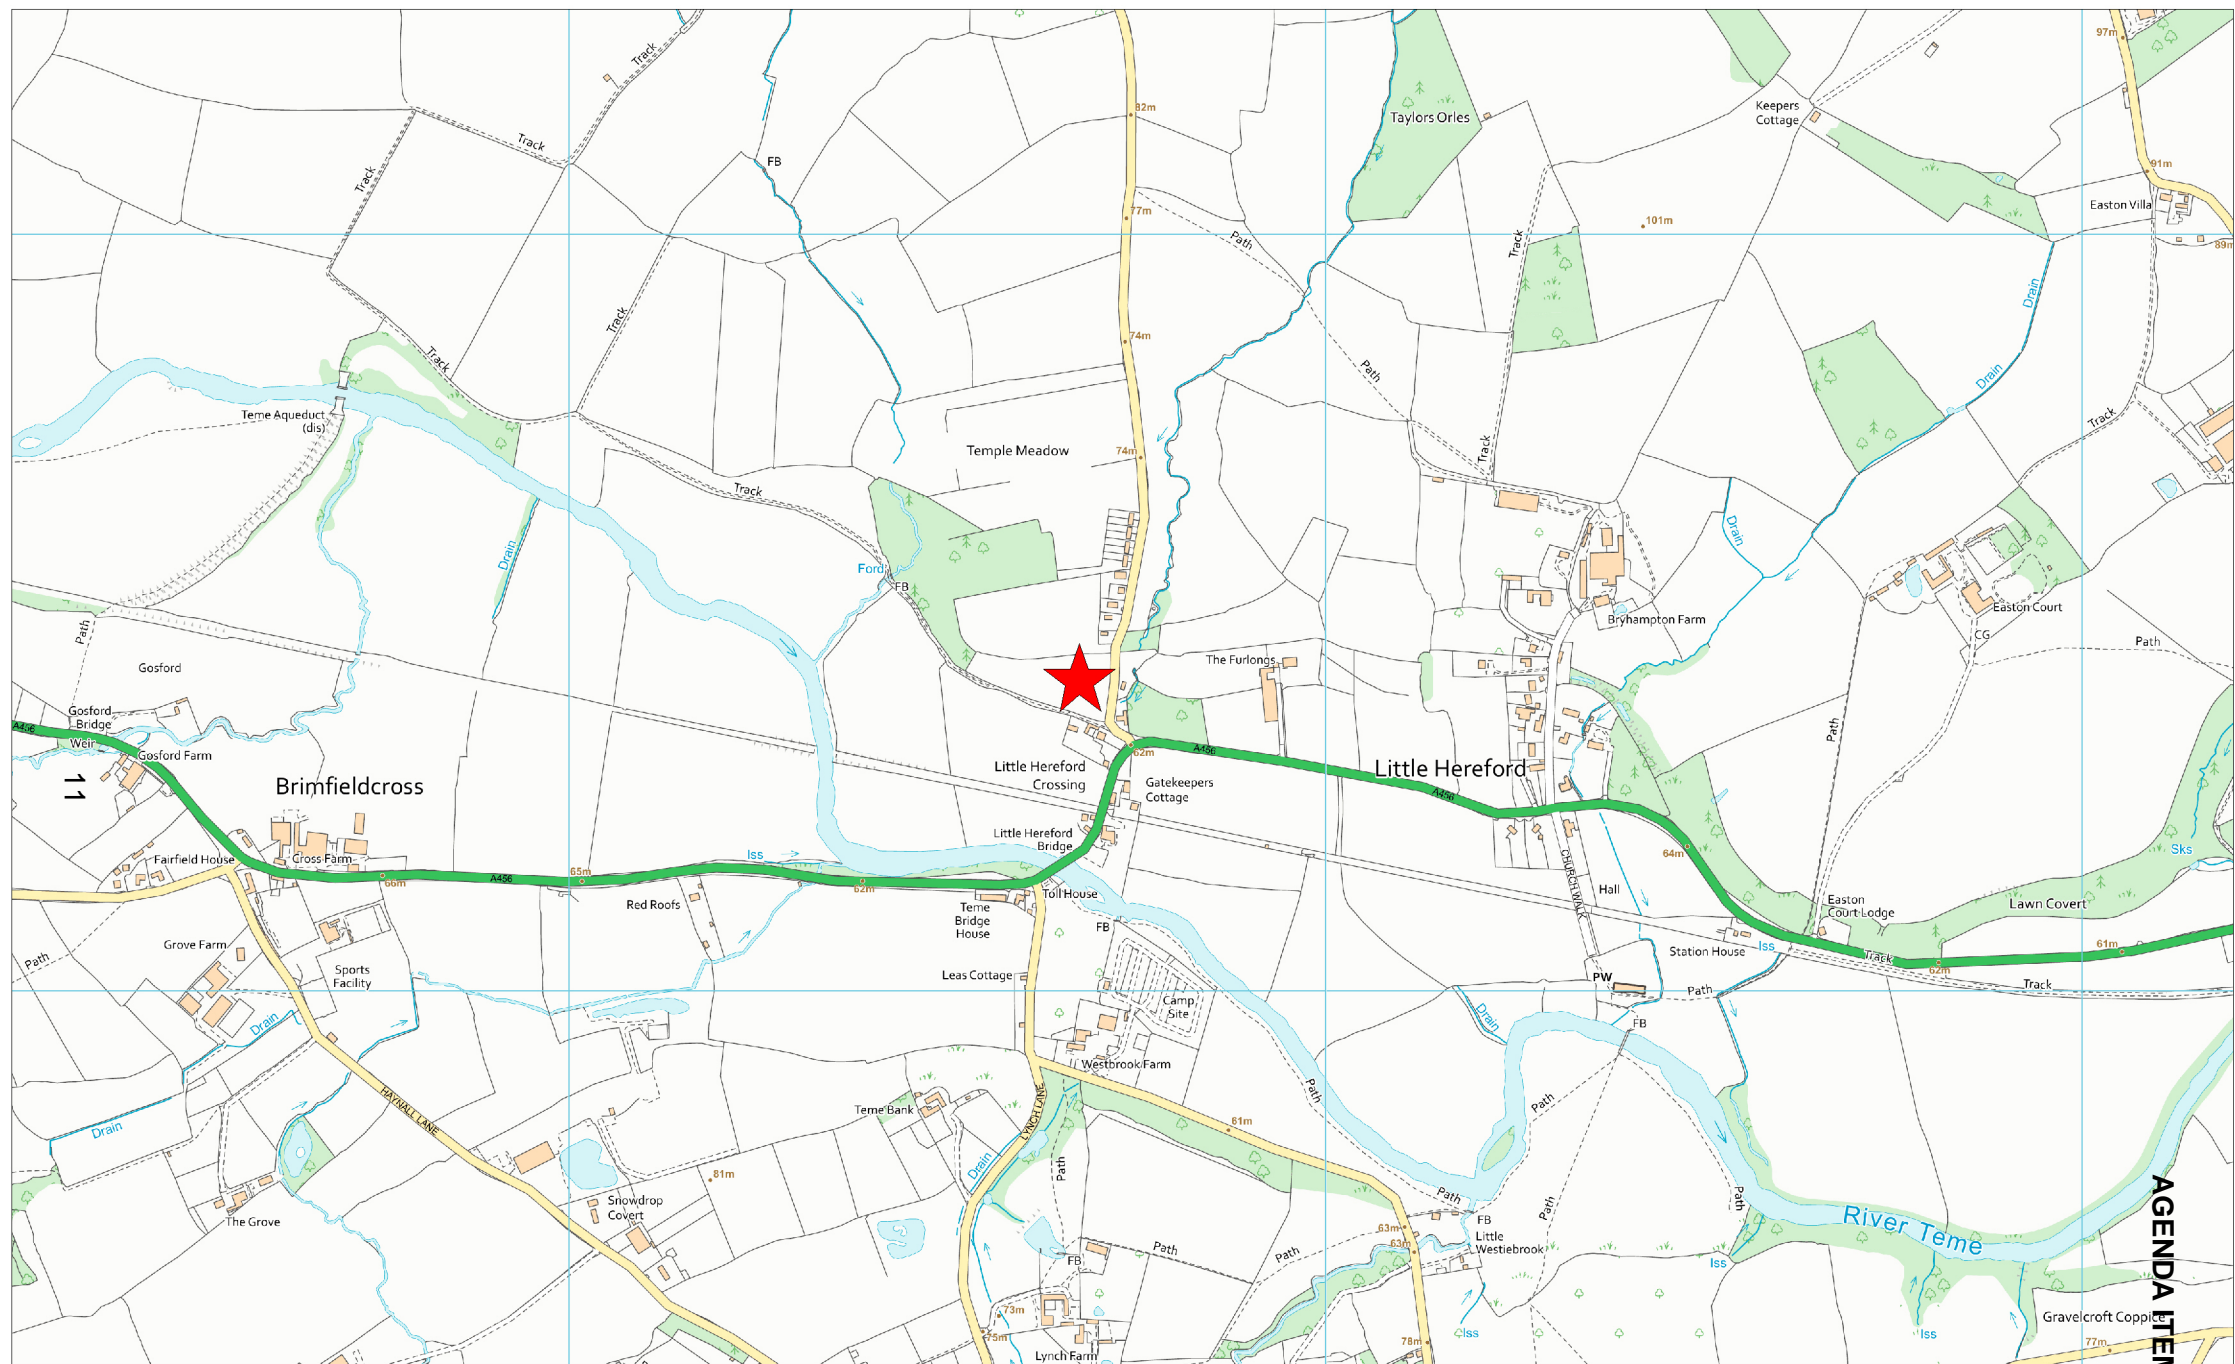 Track
97m
82m
Taylors Orles
Keepers
Cottage
Track
FB
91m
Track
Easton Villa
77m
Path
Track
101m
89m
Drain
Track
74m
Track
Path
Drain
Teme Aqueduct
(dis)
Track
Temple Meadow
74m
Track
Track
Drain
Drain
Ford
FB
Bryhampton Farm
Easton Court
CG
Path
Path
Gosford
The Furlongs
Gosford
Bridge
A456
Weir
Gosford Farm
Path
62m
A456
11
Brimfieldcross
Little Hereford
Crossing
Gatekeepers
Cottage
Little Hereford
A456
Little Hereford
Bridge
Fairfield House
Cross Farm
Iss
64m
Sks
66m
A456
65m
62m
Toll House
CHURCH WALK
Hall
Red Roofs
Teme
Bridge
House
FB
Easton
Court Lodge
Lawn Covert
Grove Farm
Path
Sports
Facility
Leas Cottage
Station House
Iss
Track
62m
61m
PW
Path
Track
Camp
Site
Drain
Drain
FB
Westbrook Farm
HAYNALL LANE
Teme Bank
LYNCH LANE
Path
Path
Drain
61m
Drain
Path
81m
Snowdrop
Covert
Path
Path
Path
The Grove
63m
FB
63m
Little
Westiebrook
River Teme
AGENDA ITEM
FB
Path
Path
Iss
73m
75m
Lynch Farm
78m
Iss
Iss
Gravelcroft Coppice
77m